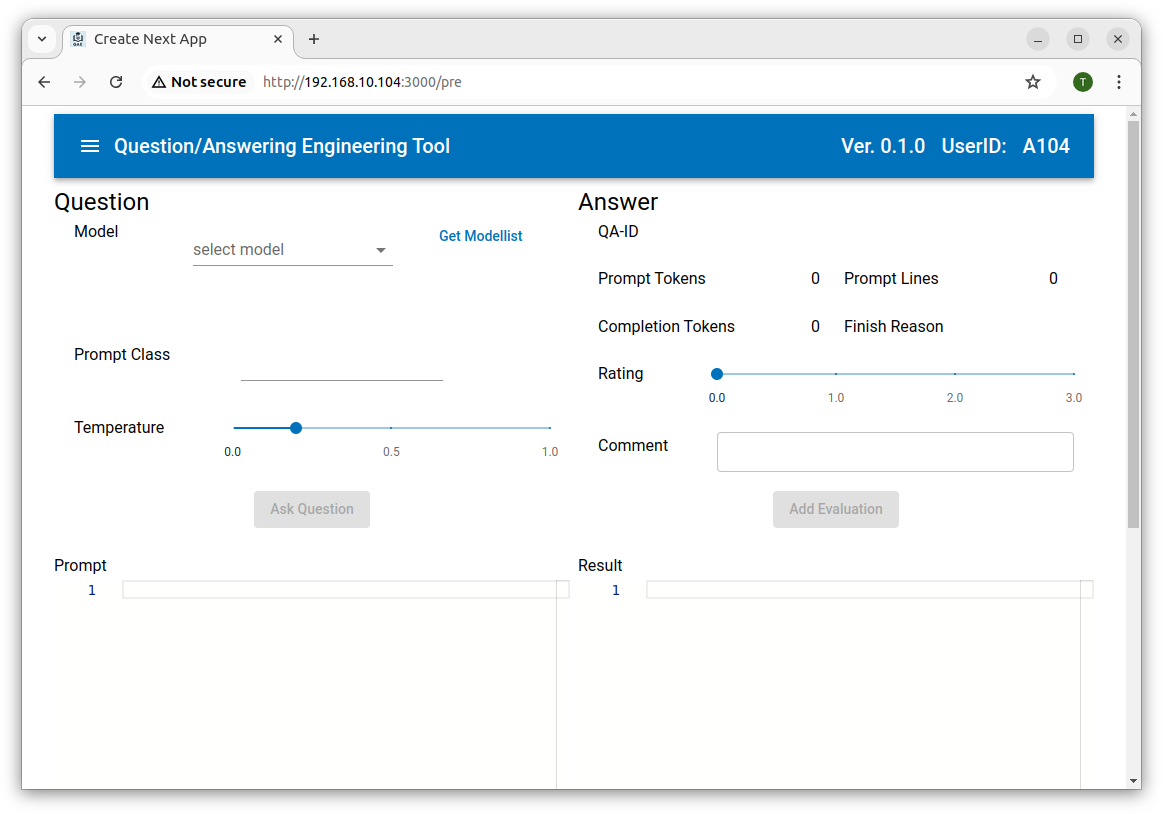 Create Next App
Not secure http://192.168.10.104:3000/pre
T
Question/Answering Engineering Tool Ver. 0.1.0 UserID: A104
Question
Model
select model
Get Modellist
Prompt Class
Temperature
0.0 0.5 1.0
Ask Question
Answer
QA-ID
Prompt Tokens 0 Prompt Lines 0
Completion Tokens 0 Finish Reason
Rating
0.0 1.0 2.0 3.0
Comment
Add Evaluation
Prompt
1
Result
1